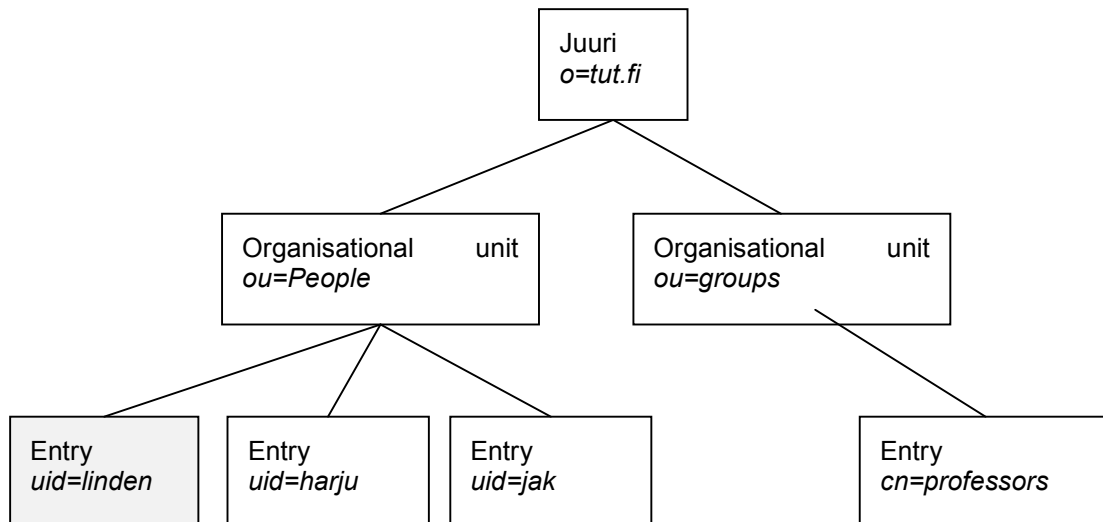 Juuri
o=tut.fi
Organisational unit
ou=People
Organisational unit
ou=groups
Entry
uid=linden
Entry
uid=harju
Entry
uid=jak
Entry
cn=professors